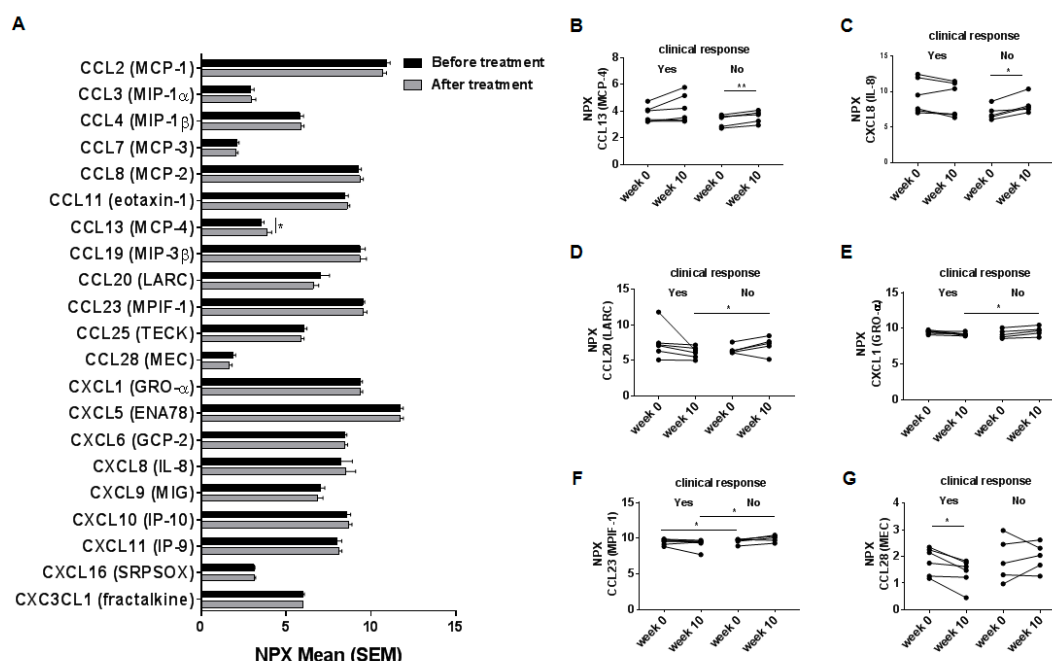 A
CCL2 (MCP-1)
CCL3 (MIP-1α)
CCL4 (MIP-1β)
CCL7 (MCP-3)
CCL8 (MCP-2)
CCL11 (eotaxin-1)
CCL13 (MCP-4)
CCL19 (MIP-3β)
CCL20 (LARC)
CCL23 (MPIF-1)
CCL25 (TECK)
CCL28 (MEC)
CXCL1 (GRO-α)
CXCL5 (ENA78)
CXCL6 (GCP-2)
CXCL8 (IL-8)
CXCL9 (MIG)
CXCL10 (IP-10)
CXCL11 (IP-9)
CXCL16 (SRPSOX)
CXC3CL1 (fractalkine)
Before treatment
After treatment
*
0 5 10 15
NPX Mean (SEM)
B
clinical response
Yes No
**
NPX
CCL13 (MCP-4)
8
6
4
2
0
week 0 week 10 week 0 week 10
C
clinical response
Yes No
*
NPX
CXCL8 (IL-8)
15
10
5
0
week 0 week 10 week 0 week 10
D
clinical response
Yes No
*
NPX
CCL20 (LARC)
15
10
5
0
week 0 week 10 week 0 week 10
E
clinical response
Yes No
*
NPX
CXCL1 (GRO-α)
15
10
5
0
week 0 week 10 week 0 week 10
F
clinical response
Yes No
*
*
NPX
CCL23 (MPIF-1)
15
10
5
0
week 0 week 10 week 0 week 10
G
clinical response
Yes No
*
NPX
CCL28 (MEC)
4
3
2
1
0
week 0 week 10 week 0 week 10